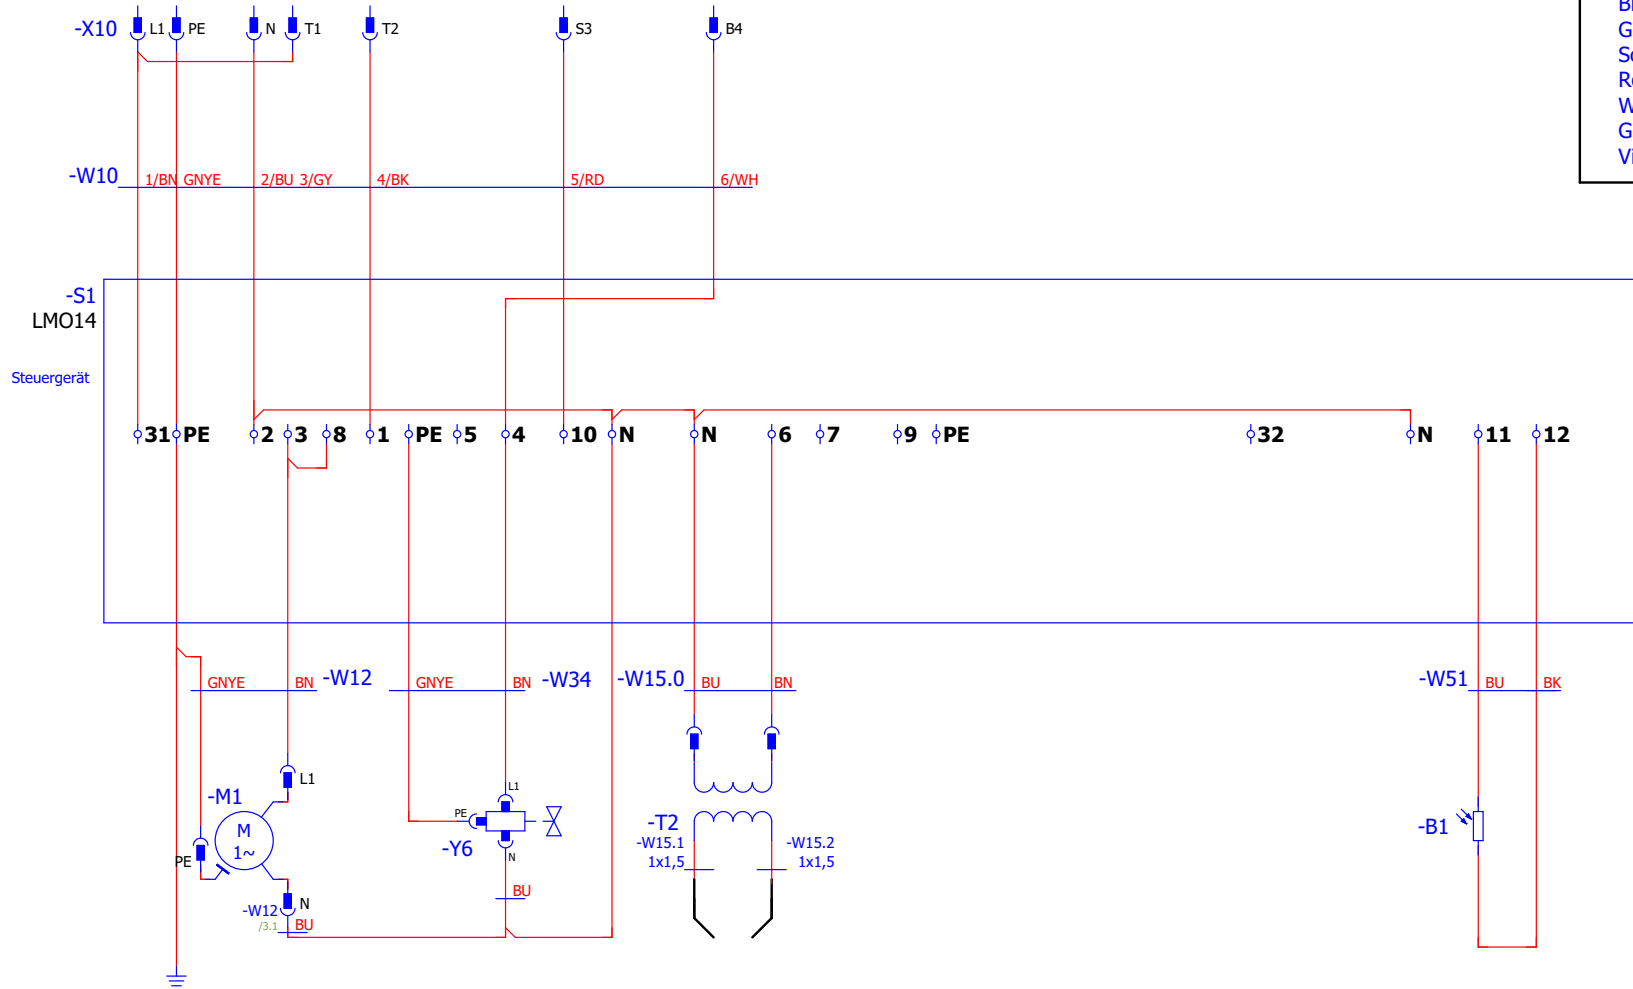 -X10 L1 PE N T1 T2 S3 B4
-W10 1/BN GNYE 2/BU 3/GY 4/BK 5/RD 6/WH
-S1
LMO14
Steuergerät
31 PE 2 3 8 1 PE 5 4 10 N N 6 7 9 PE 32 N 11 12
GNYE BN -W12 GNYE BN -W34 -W15.0 BU BN -W51 BU BK
L1
-M1
M
1~
PE
N
-W12
/3.1 BU
L1
PE
-Y6
N
BU
-T2
-W15.1
1x1,5
-W15.2
1x1,5
-B1